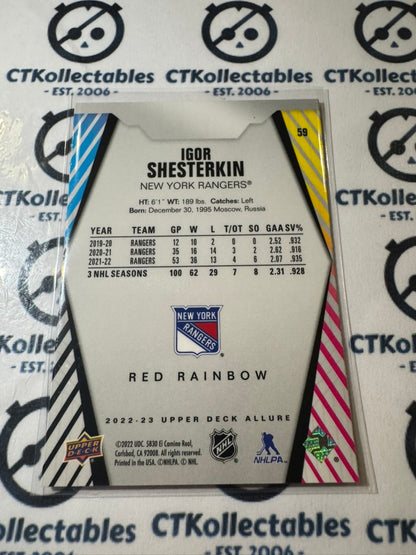 CTKollectables
- EST. 2006 -
CTKollectables
- EST. 2006 -
59
IGOR
SHESTERKIN
NEW YORK RANGERS®
HT: 6'1" WT: 189 lbs. Catches: Left
Born: December 30, 1995 Moscow, Russia
YEAR TEAM GP W L T/OT SO GAA SV%
2019-20 RANGERS 12 10 2 0 0 2.52 .932
2020-21 RANGERS 35 16 14 3 2 2.62 .916
2021-22 RANGERS 53 36 13 4 6 2.07 .935
3 NHL SEASONS 100 62 29 7 8 2.31 .928
NEW YORK
RANGERS
®
RED RAINBOW
2022-23 UPPER DECK ALLURE
UPPER
DECK
©2022 UDC. 5830 El Camino Real,
Carlsbad, CA 92008. All rights reserved.
Printed in the USA. ©NHLPA. © NHL.
NHL
NHLPA
CTKollectables
- EST. 2006 -